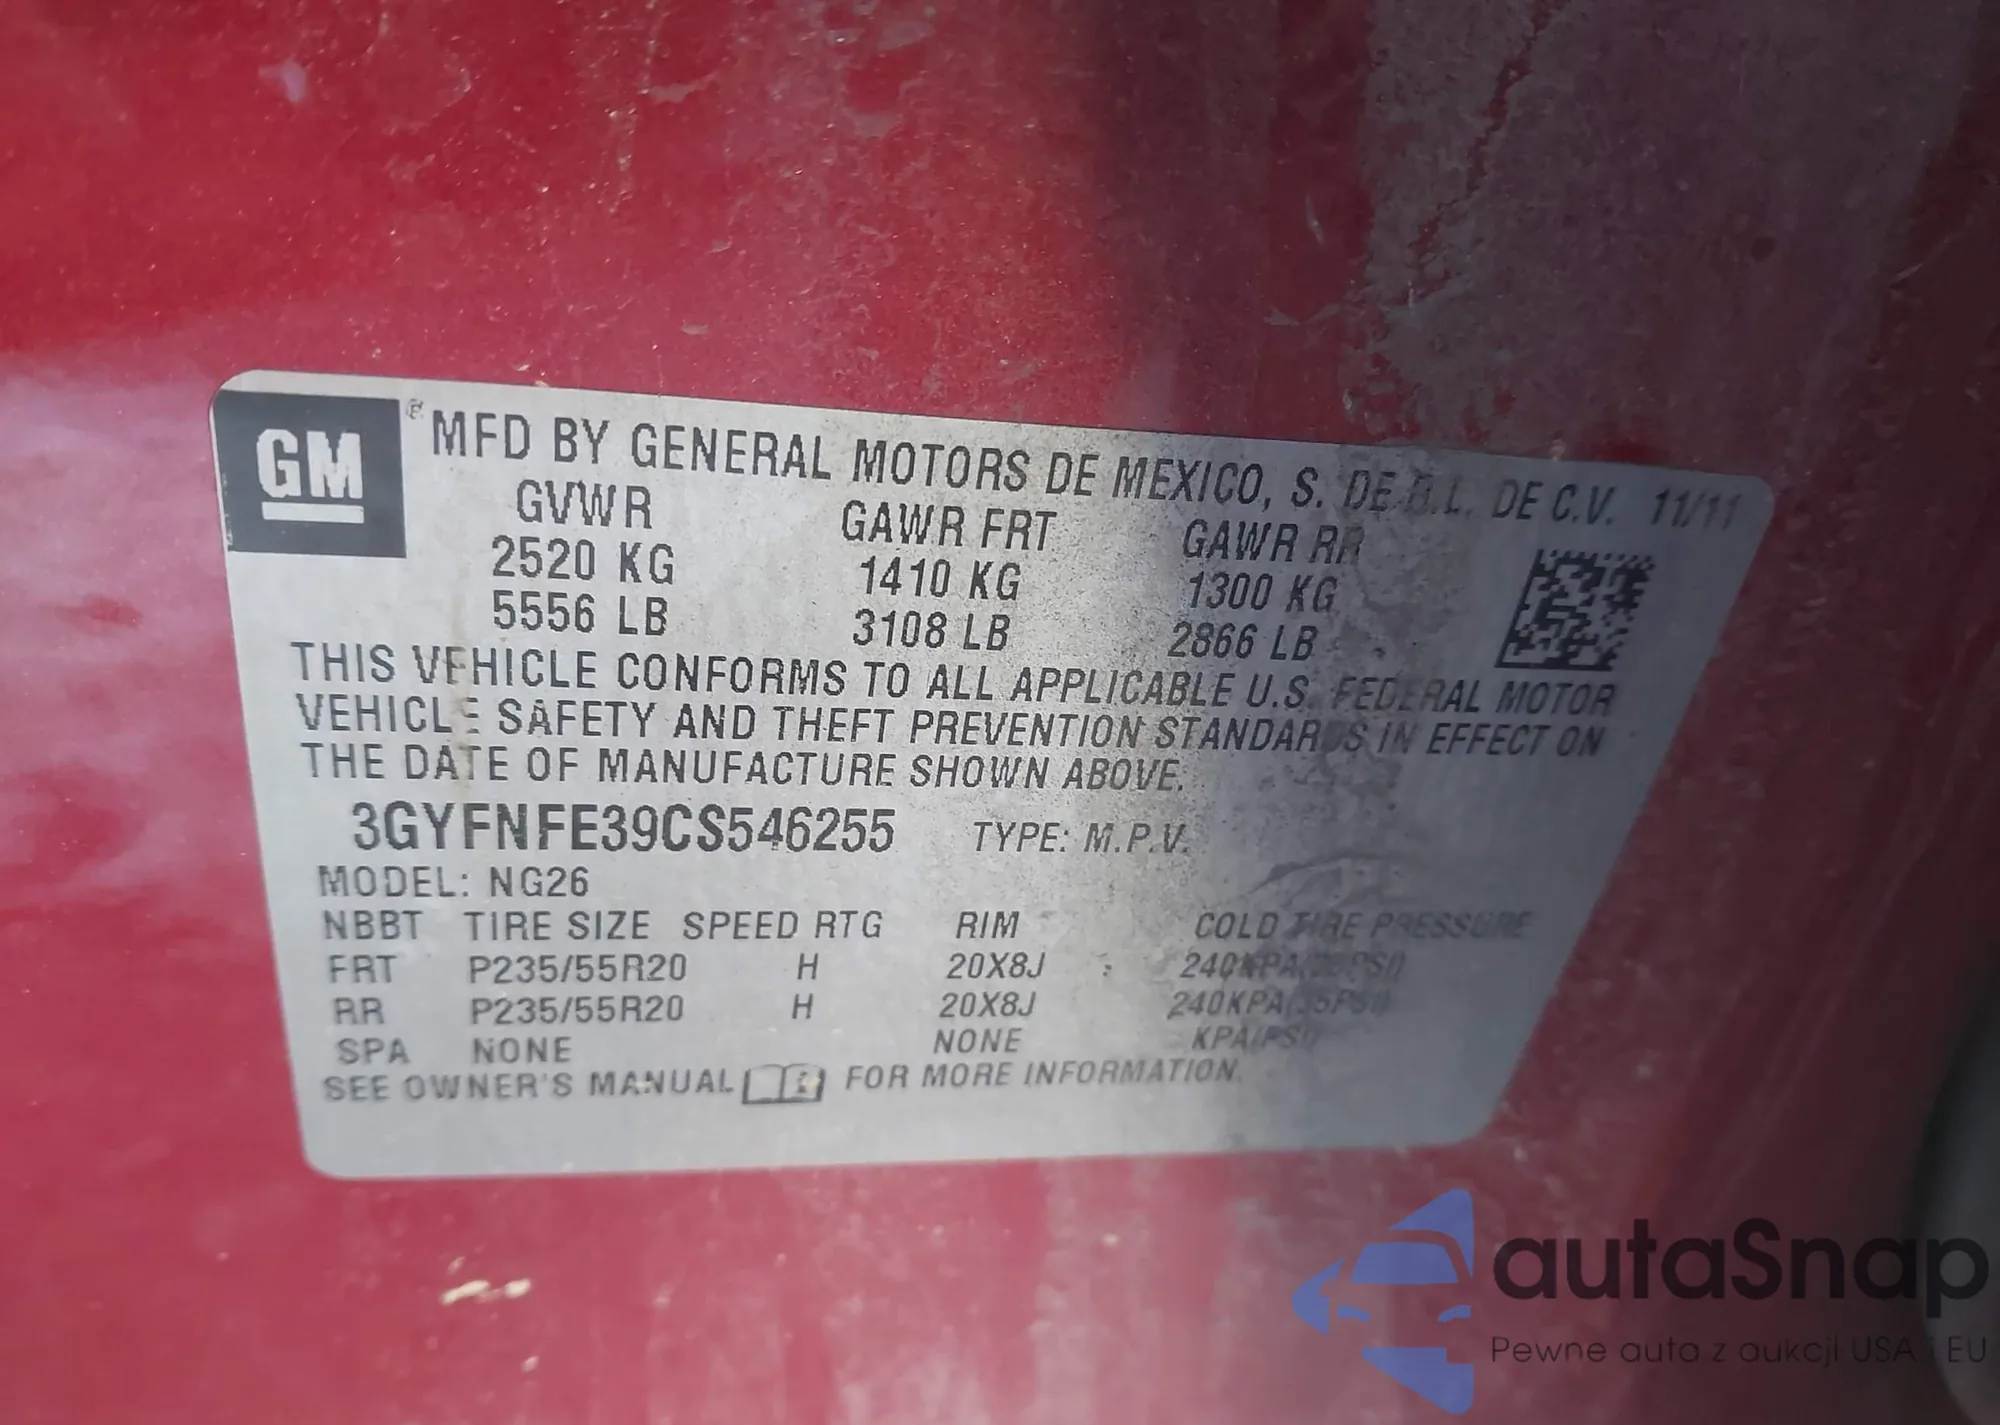 GM
MFD BY GENERAL MOTORS DE MEXICO, S. DE R.L. DE C.V. 11/11
GVWR GAWR FRT GAWR RR
2520 KG 1410 KG 1300 KG
5556 LB 3108 LB 2866 LB
THIS VEHICLE CONFORMS TO ALL APPLICABLE U.S. FEDERAL MOTOR
VEHICLE SAFETY AND THEFT PREVENTION STANDARDS IN EFFECT ON
THE DATE OF MANUFACTURE SHOWN ABOVE.
3GYFNFE39CS546255 TYPE: M.P.V.
MODEL: NG26
NBBT TIRE SIZE SPEED RTG RIM COLD TIRE PRESSURE
FRT P235/55R20 H 20X8J 240KPA(35PSI)
RR P235/55R20 H 20X8J 240KPA(35PSI)
SPA NONE NONE KPA(PSI)
SEE OWNER'S MANUAL FOR MORE INFORMATION.
autaSnap
Pewne auta z aukcji USA i EU